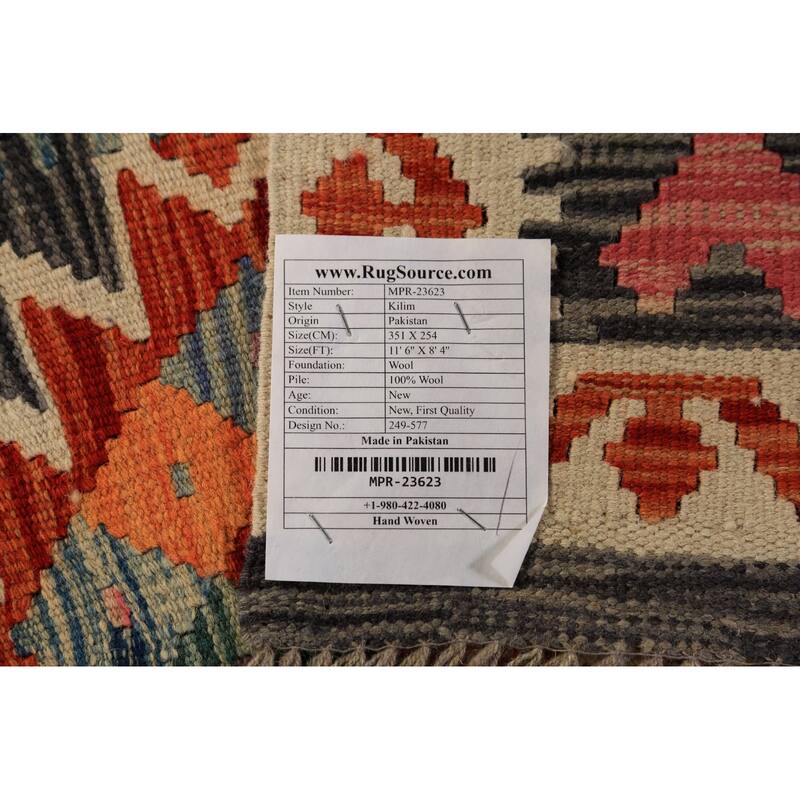 www.RugSource.com
Item Number: MPR-23623
Style Kilim
Origin Pakistan
Size(CM): 351 X 254
Size(FT): 11' 6" X 8' 4"
Foundation: Wool
Pile: 100% Wool
Age: New
Condition: New, First Quality
Design No.: 249-577
Made in Pakistan
MPR-23623
+1-980-422-4080
Hand Woven